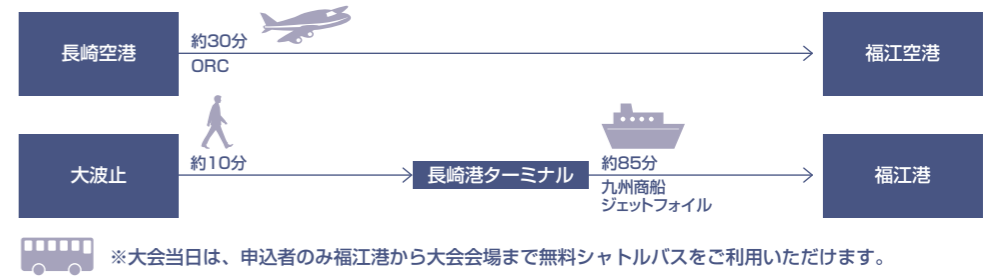 長崎空港
約30分
ORC
福江空港
大波止
約10分
長崎港ターミナル
約85分
九州商船
ジェットフォイル
福江港
※大会当日は、申込者のみ福江港から大会会場まで無料シャトルバスをご利用いただけます。